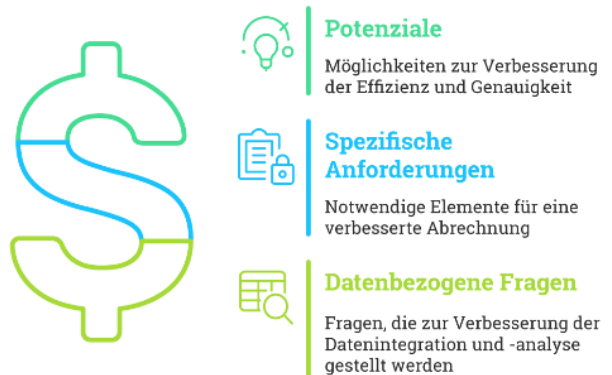 Potenziale
Möglichkeiten zur Verbesserung
der Effizienz und Genauigkeit
Spezifische
Anforderungen
Notwendige Elemente für eine
verbesserte Abrechnung
Datenbezogene Fragen
Fragen, die zur Verbesserung der
Datenintegration und -analyse
gestellt werden